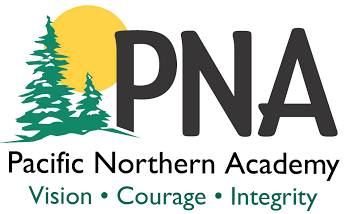 PNA
Pacific Northern Academy
Vision • Courage • Integrity